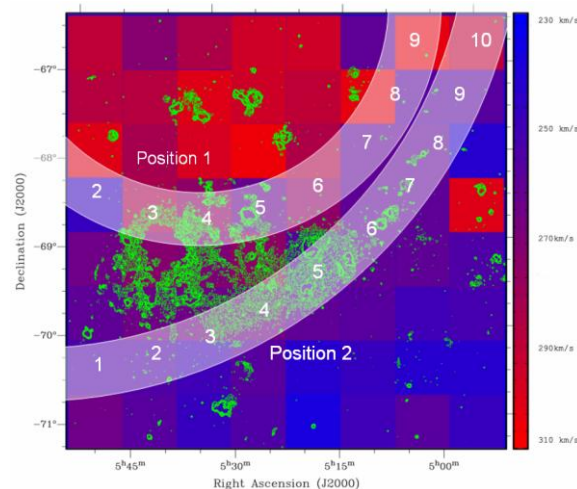 9
10
230 km/s
−67°
8
9
7
8
250 km/s
−68°
Position 1
2
6
7
3
4
5
6
270km/s
−69°
5
4
−70°
3
290km/s
1
2
Position 2
−71°
310 km/s
5ʰ45ᵐ
5ʰ30ᵐ
5ʰ15ᵐ
5ʰ00ᵐ
Declination (J2000)
Right Ascension (J2000)